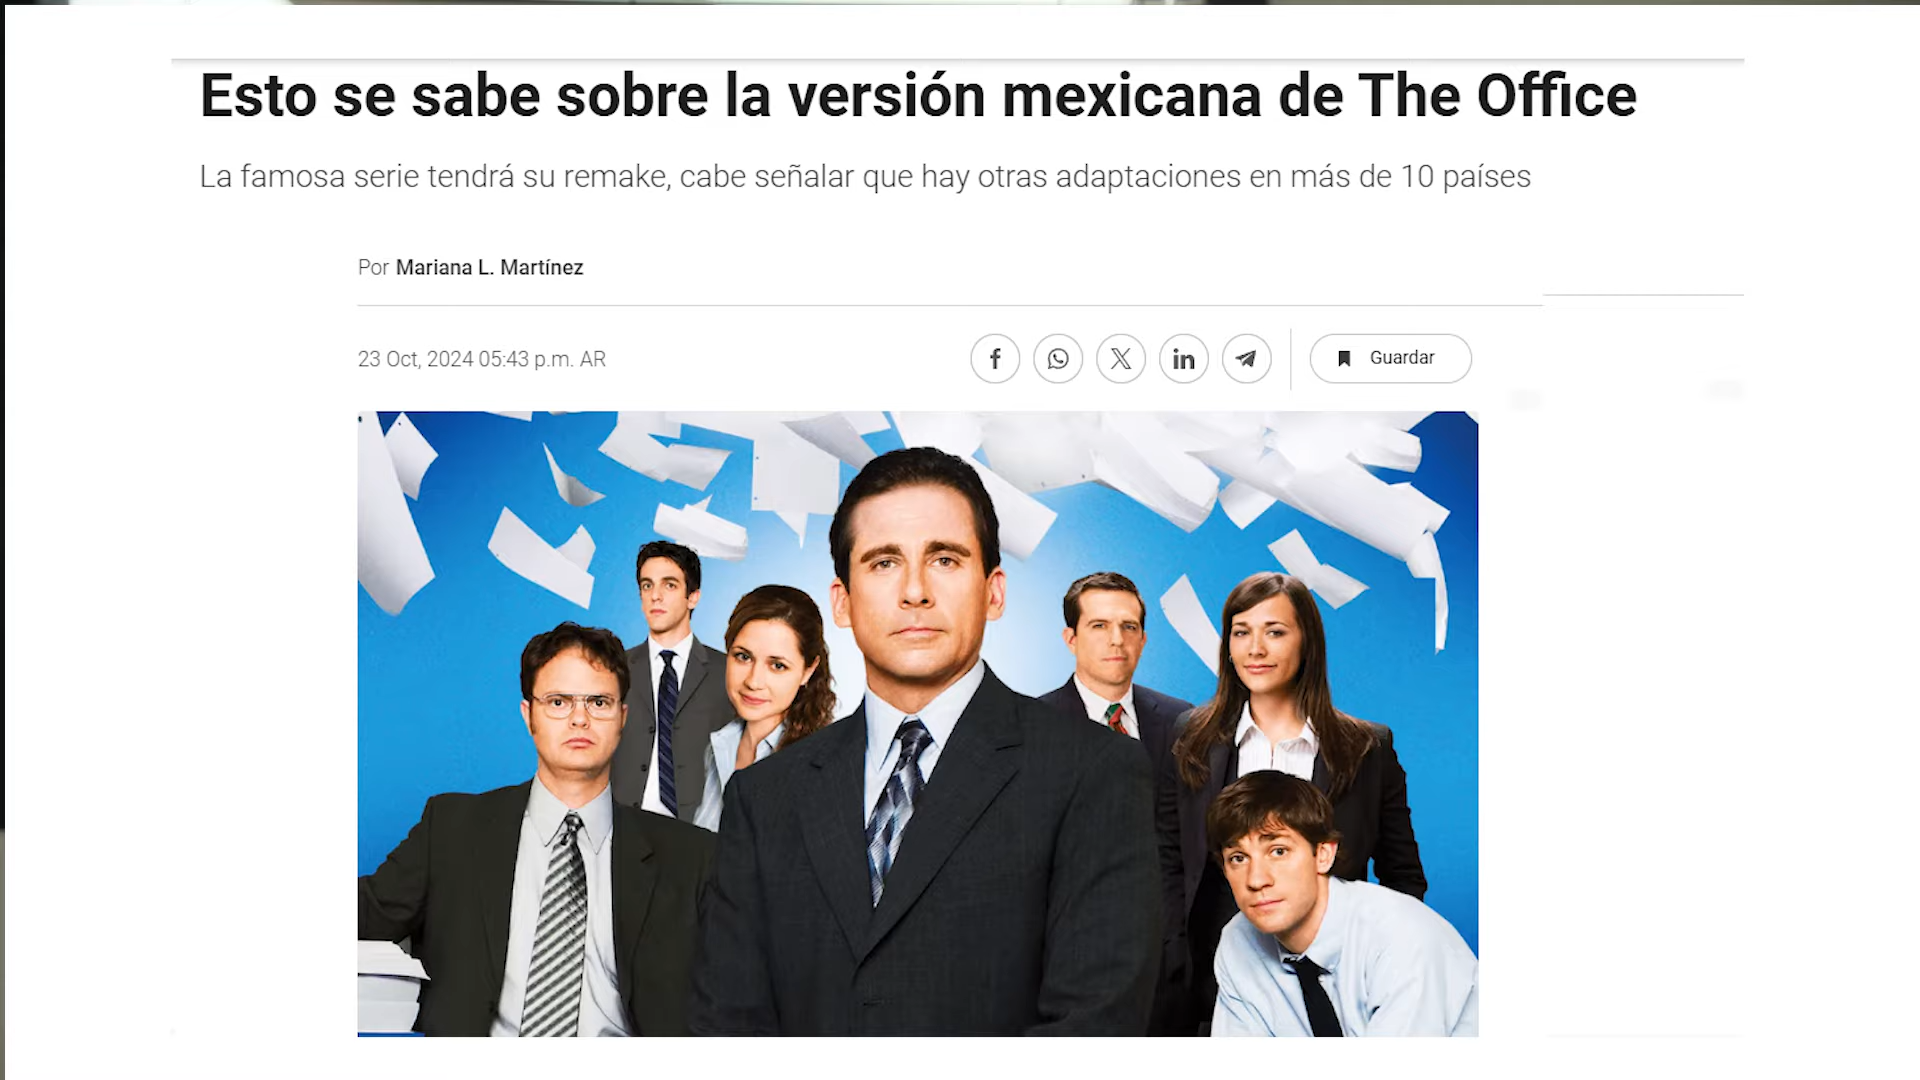 Esto se sabe sobre la versión mexicana de The Office
La famosa serie tendrá su remake, cabe señalar que hay otras adaptaciones en más de 10 países
Por Mariana L. Martínez
23 Oct, 2024 05:43 p.m. AR
Guardar